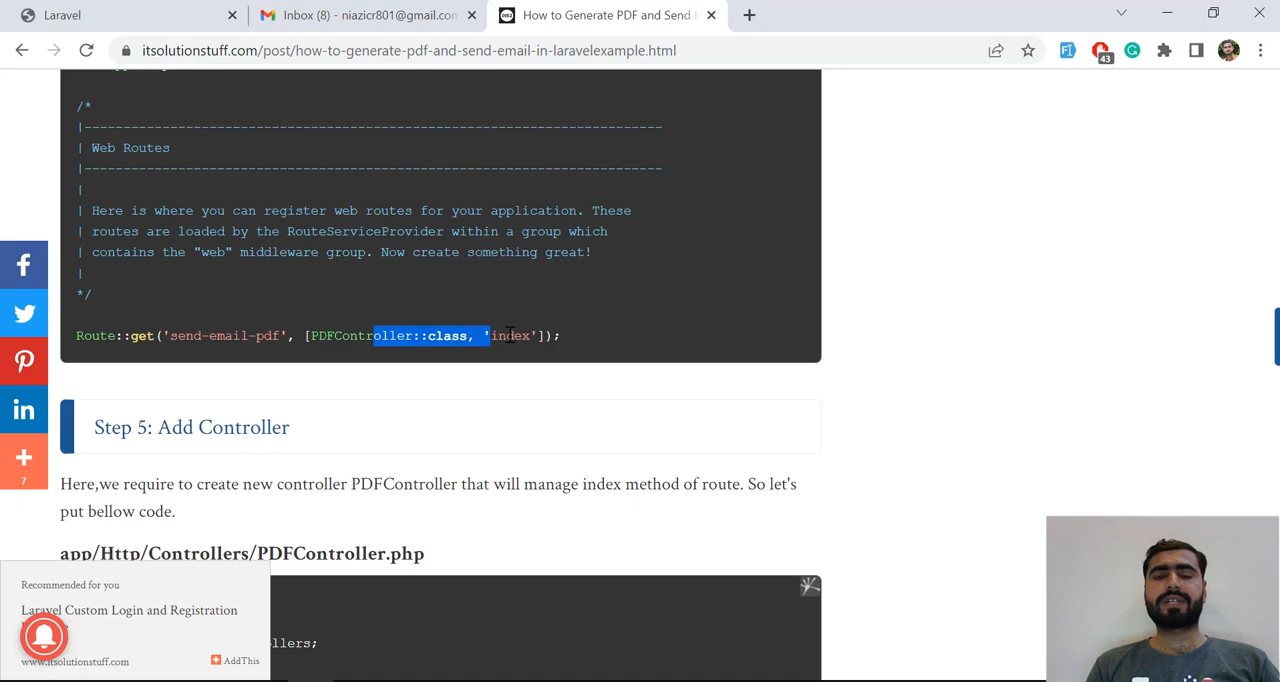 Laravel
Inbox (8) - niazicr801@gmail.com
How to Generate PDF and Send E
itsolutionstuff.com/post/how-to-generate-pdf-and-send-email-in-laravelexample.html
43
/*
|--------------------------------------------------------------------------
| Web Routes
|--------------------------------------------------------------------------
|
| Here is where you can register web routes for your application. These
| routes are loaded by the RouteServiceProvider within a group which
| contains the "web" middleware group. Now create something great!
|
*/
Route::get('send-email-pdf', [PDFController::class, 'index']);
7
Step 5: Add Controller
Here,we require to create new controller PDFController that will manage index method of route. So let's
put bellow code.
app/Http/Controllers/PDFController.php
Recommended for you
Laravel Custom Login and Registration
www.itsolutionstuff.com
AddThis
llers;